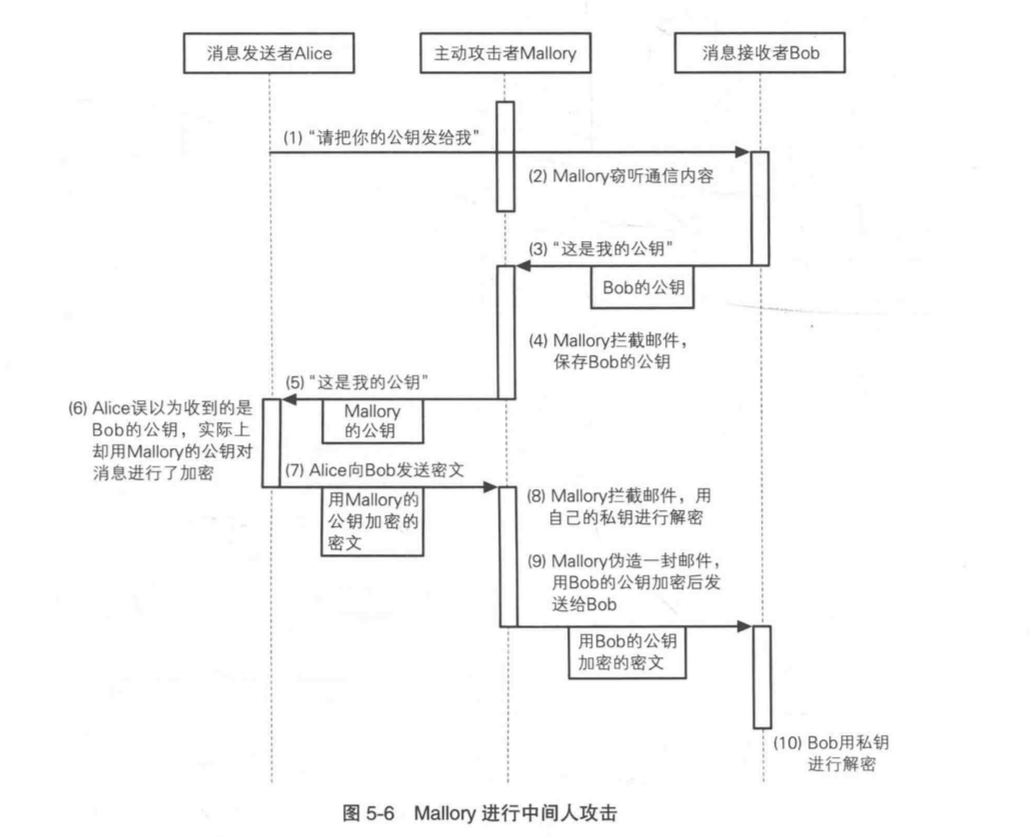 消息发送者Alice
主动攻击者Mallory
消息接收者Bob
(1) “请把你的公钥发给我”
(2) Mallory窃听通信内容
(3) “这是我的公钥”
Bob的公钥
(4) Mallory拦截邮件，
保存Bob的公钥
(5) “这是我的公钥”
Mallory
的公钥
(6) Alice误以为收到的是
Bob的公钥，实际上
却用Mallory的公钥对
消息进行了加密
(7) Alice向Bob发送密文
用Mallory的
公钥加密的
密文
(8) Mallory拦截邮件，用
自己的私钥进行解密
(9) Mallory伪造一封邮件，
用Bob的公钥加密后发
送给Bob
用Bob的公钥
加密的密文
(10) Bob用私钥
进行解密
图 5-6 Mallory 进行中间人攻击